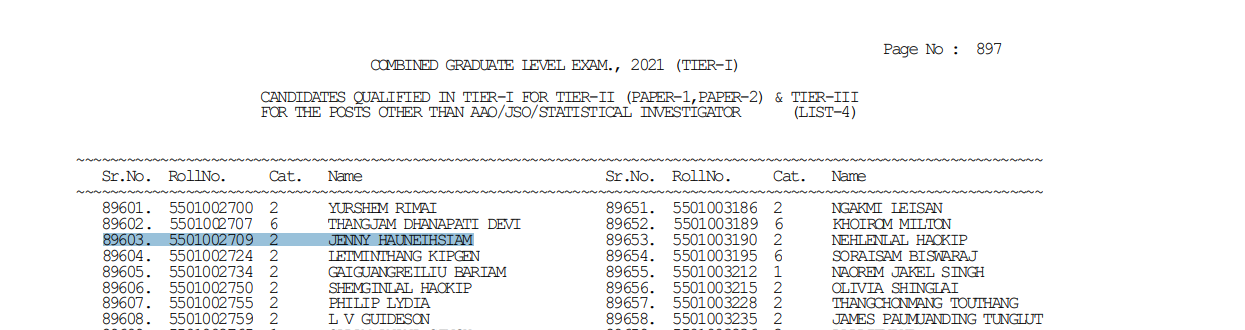 Page No : 897
COMBINED GRADUATE LEVEL EXAM., 2021 (TIER-I)
CANDIDATES QUALIFIED IN TIER-I FOR TIER-II (PAPER-1,PAPER-2) & TIER-III
FOR THE POSTS OTHER THAN AAO/JSO/STATISTICAL INVESTIGATOR (LIST-4)
Sr.No. RollNo. Cat. Name Sr.No. RollNo. Cat. Name
89601. 5501002700 2 YURSHEM RIMAI 89651. 5501003186 2 NGAKMI LEISAN
89602. 5501002707 6 THANGJAM DHANAPATI DEVI 89652. 5501003189 6 KHOIROM MILTON
89603. 5501002709 2 JENNY HAUNEIHSIAM 89653. 5501003190 2 NEHLENLAL HAOKIP
89604. 5501002724 2 LETMINTHANG KIPGEN 89654. 5501003195 6 SORAISAM BISWARAJ
89605. 5501002734 2 GAIGUANGREILIU BARIAM 89655. 5501003212 1 NAOREM JAKEL SINGH
89606. 5501002750 2 SHEMGINLAL HAOKIP 89656. 5501003215 2 OLIVIA SHINGLAI
89607. 5501002755 2 PHILIP LYDIA 89657. 5501003228 2 THANGCHONMANG TOUTHANG
89608. 5501002759 2 L V GUIDESON 89658. 5501003235 2 JAMES PAUMUANDING TUNGLUT